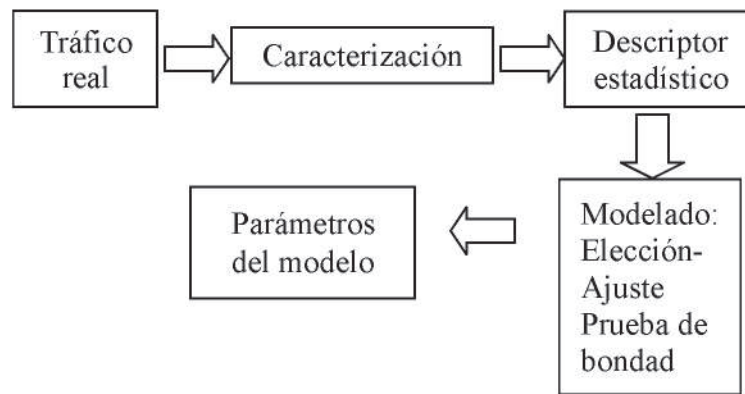 Tráfico
real
Caracterización
Descriptor
estadístico
Modelado:
Elección-
Ajuste
Prueba de
bondad
Parámetros
del modelo